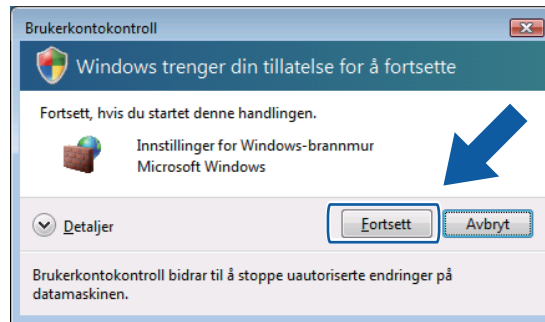 Brukerkontokontroll
Windows trenger din tillatelse for å fortsette
Fortsett, hvis du startet denne handlingen.
Innstillinger for Windows-brannmur
Microsoft Windows
Detaljer
Fortsett
Avbryt
Brukerkontokontroll bidrar til å stoppe uautoriserte endringer på
datamaskinen.